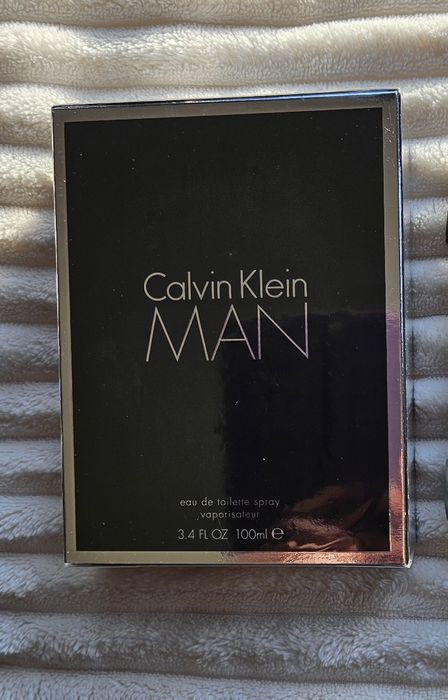 Calvin Klein
MAN
eau de toilette spray
vaporisateur
3.4 FL OZ 100ml ℮